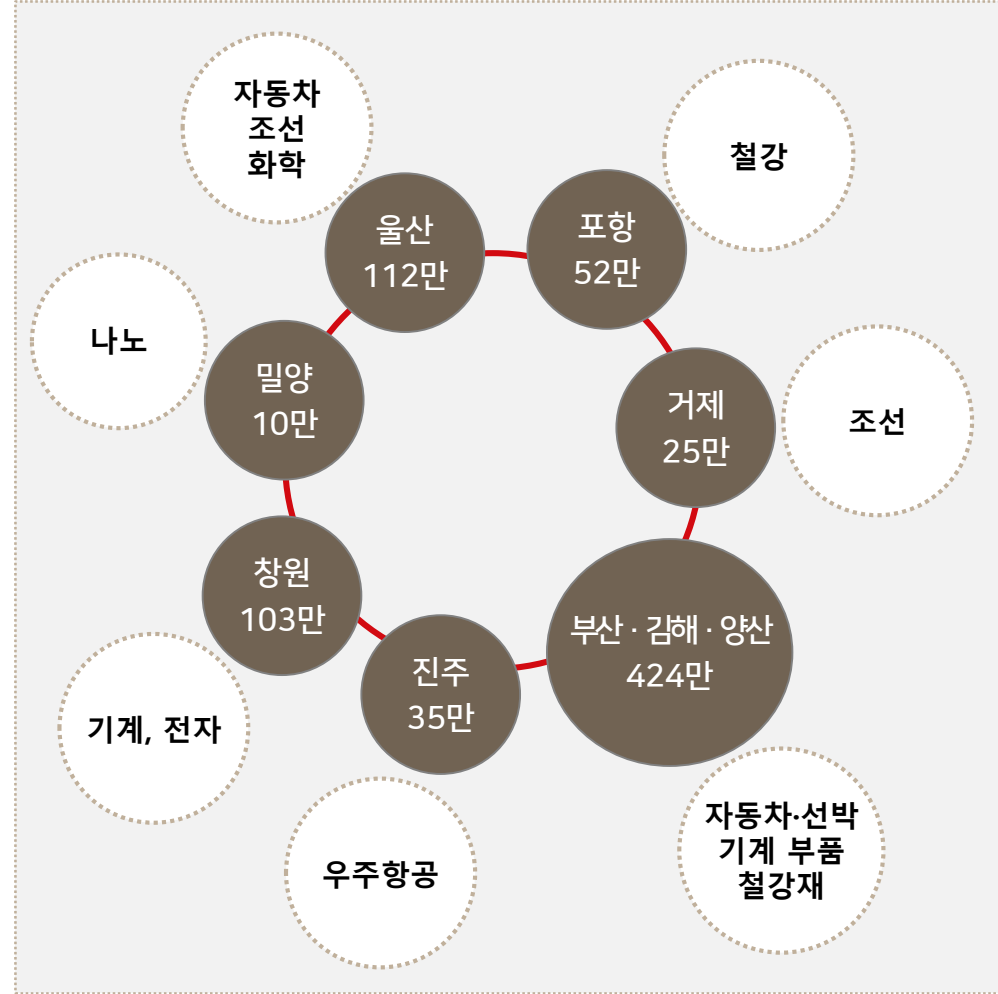 자동차
조선
화학
철강
울산
112만
포항
52만
나노
밀양
10만
거제
25만
조선
창원
103만
부산 · 김해 · 양산
424만
진주
35만
기계, 전자
우주항공
자동차·선박
기계 부품
철강재